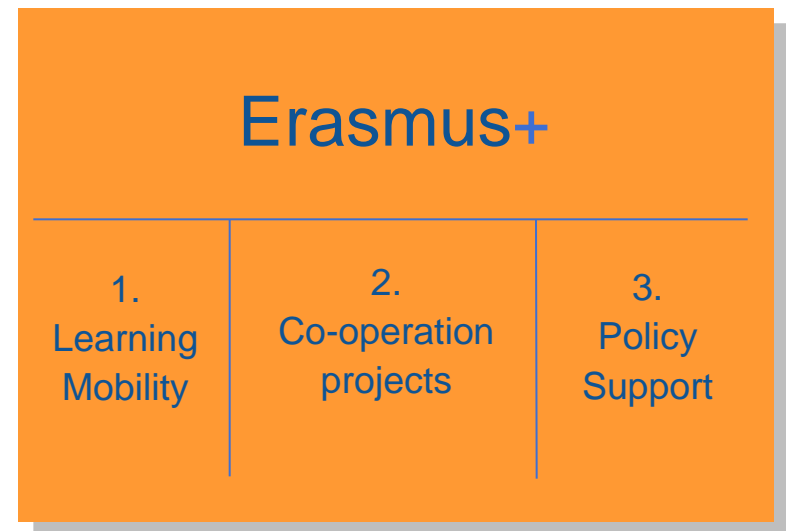 Erasmus+
1.
Learning
Mobility
2.
Co-operation
projects
3.
Policy
Support